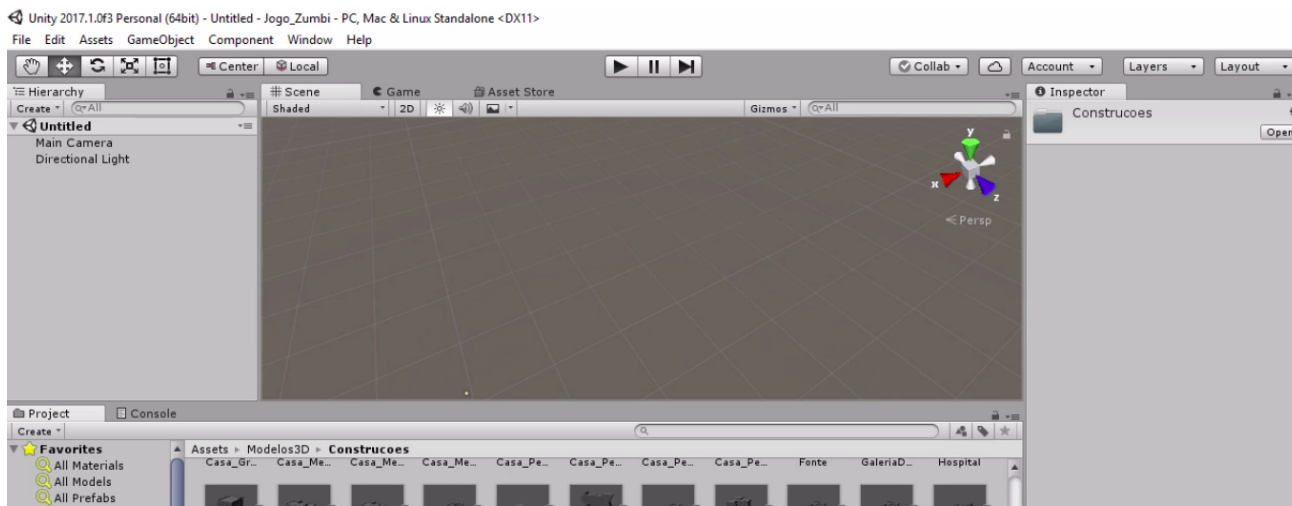 Unity 2017.1.0f3 Personal (64bit) - Untitled - Jogo_Zumbi - PC, Mac & Linux Standalone <DX11>
File Edit Assets GameObject Component Window Help
Center Local Collab Account Layers Layout
Hierarchy Scene Game Asset Store Inspector
Create All Shaded 2D Gizmos All Construcoes
Untitled Open
Main Camera
Directional Light
y
x
z
Persp
Project Console
Create
Favorites Assets Modelos3D Construcoes
All Materials Casa_Gr... Casa_Me... Casa_Me... Casa_Me... Casa_Pe... Casa_Pe... Casa_Pe... Casa_Pe... Fonte GaleriaD... Hospital
All Models
All Prefabs